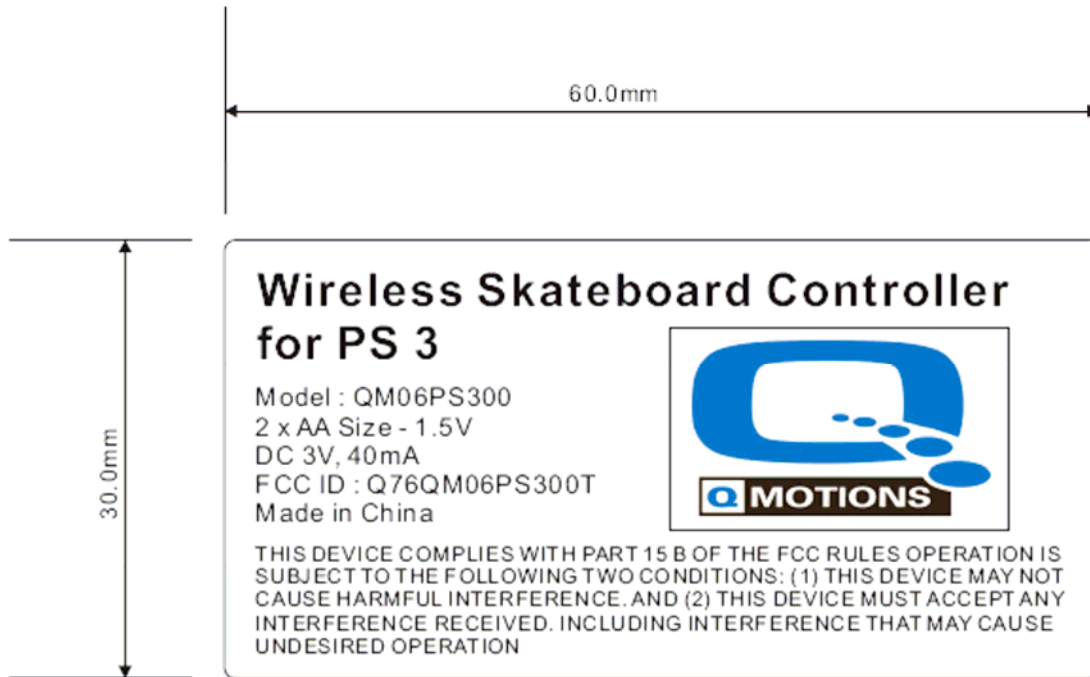 60.0mm
30.0mm
Wireless Skateboard Controller
for PS 3
Model : QM06PS300
2 x AA Size - 1.5V
DC 3V, 40mA
FCC ID : Q76QM06PS300T
Made in China
Q MOTIONS
THIS DEVICE COMPLIES WITH PART 15 B OF THE FCC RULES OPERATION IS
SUBJECT TO THE FOLLOWING TWO CONDITIONS: (1) THIS DEVICE MAY NOT
CAUSE HARMFUL INTERFERENCE. AND (2) THIS DEVICE MUST ACCEPT ANY
INTERFERENCE RECEIVED. INCLUDING INTERFERENCE THAT MAY CAUSE
UNDESIRED OPERATION